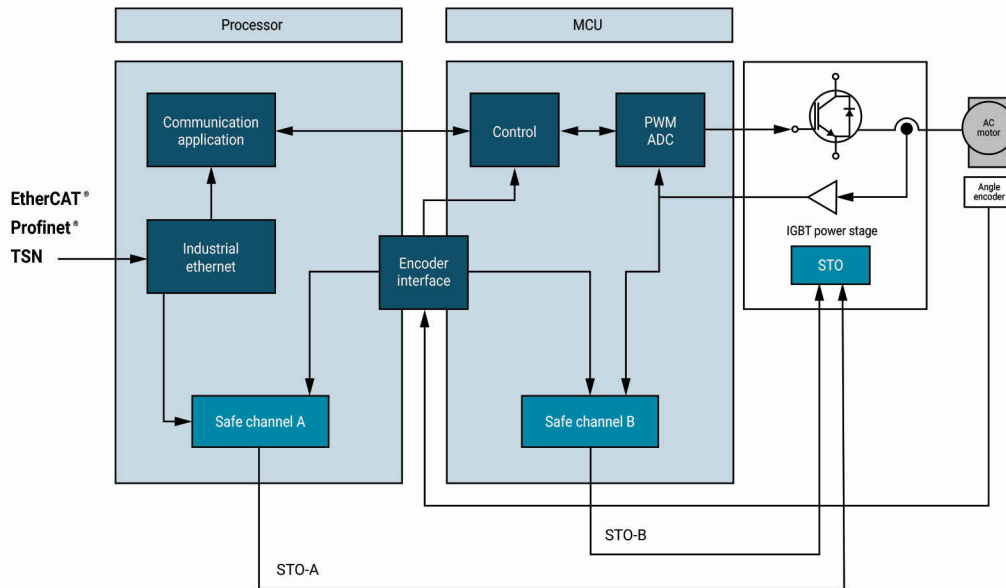 Processor
MCU
Communication
application
Control
PWM
ADC
AC
motor
Angle
encoder
EtherCAT®
Profinet®
TSN
Industrial
ethernet
Encoder
interface
IGBT power stage
STO
Safe channel A
Safe channel B
STO-B
STO-A